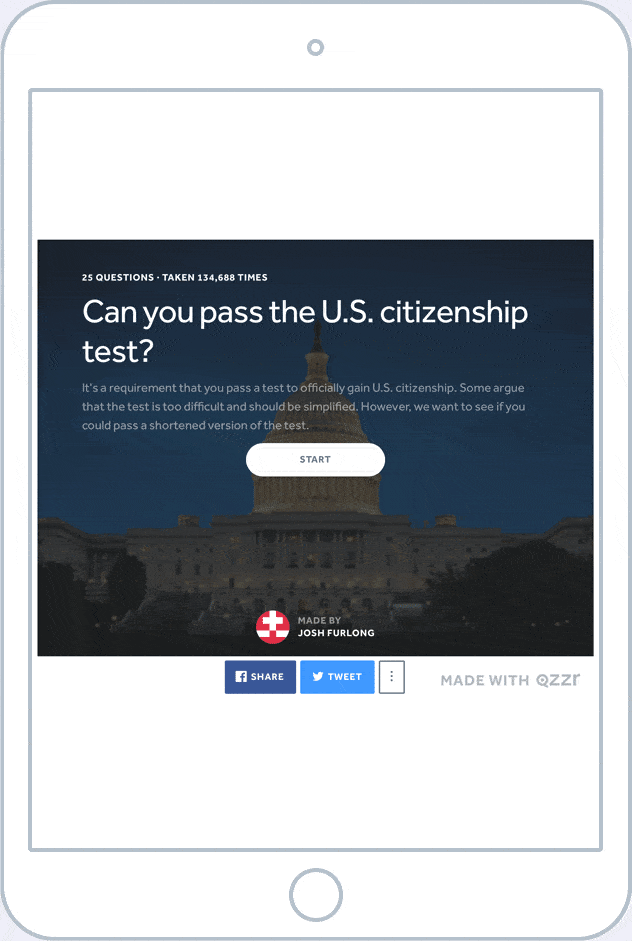 25 QUESTIONS · TAKEN 134,688 TIMES
Can you pass the U.S. citizenship
test?
It's a requirement that you pass a test to officially gain U.S. citizenship. Some argue
that the test is too difficult and should be simplified. However, we want to see if you
could pass a shortened version of the test.
START
MADE BY
JOSH FURLONG
SHARE
TWEET
MADE WITH Qzzr